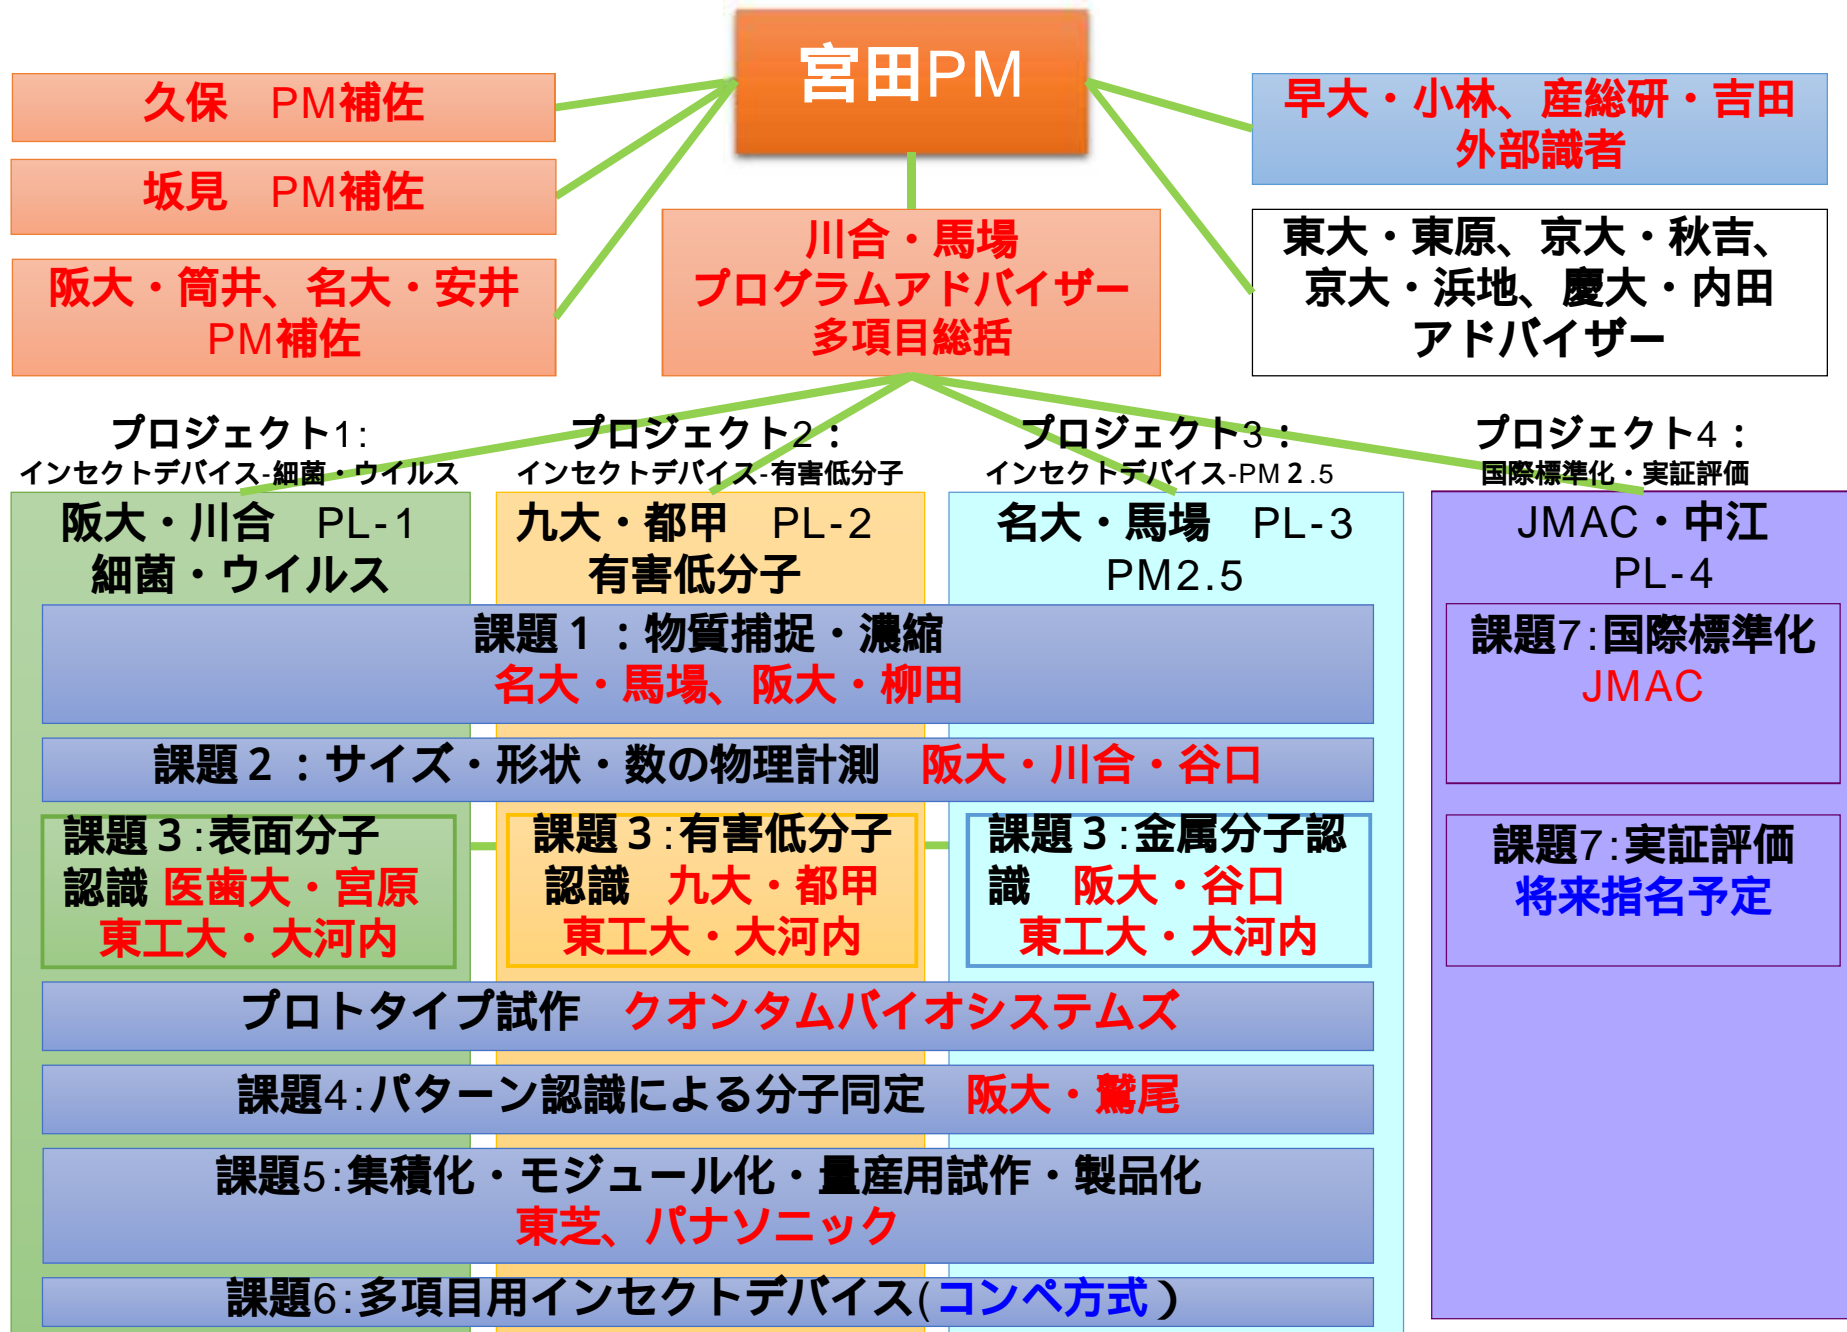 宮田PM
久保　PM補佐
坂見　PM補佐
阪大・筒井、名大・安井
PM補佐
川合・馬場
プログラムアドバイザー
多項目総括
早大・小林、産総研・吉田
外部識者
東大・東原、京大・秋吉、
京大・浜地、慶大・内田
アドバイザー
プロジェクト1:
インセクトデバイス-細菌・ウイルス
プロジェクト2：
インセクトデバイス-有害低分子
プロジェクト3：
インセクトデバイス-PM２.5
プロジェクト4：
国際標準化・実証評価
阪大・川合　PL-1
細菌・ウイルス
九大・都甲　PL-2
有害低分子
名大・馬場　PL-3
PM2.5
JMAC・中江
PL-4
課題１：物質捕捉・濃縮
名大・馬場、阪大・柳田
課題２：サイズ・形状・数の物理計測　阪大・川合・谷口
課題３:表面分子
認識 医歯大・宮原
東工大・大河内
課題３:有害低分子
認識　九大・都甲
東工大・大河内
課題３:金属分子認
識　阪大・谷口
東工大・大河内
プロトタイプ試作　クオンタムバイオシステムズ
課題4:パターン認識による分子同定　阪大・鷲尾
課題5:集積化・モジュール化・量産用試作・製品化
東芝、パナソニック
課題6:多項目用インセクトデバイス(コンペ方式）
課題7:国際標準化
JMAC
課題7:実証評価
将来指名予定